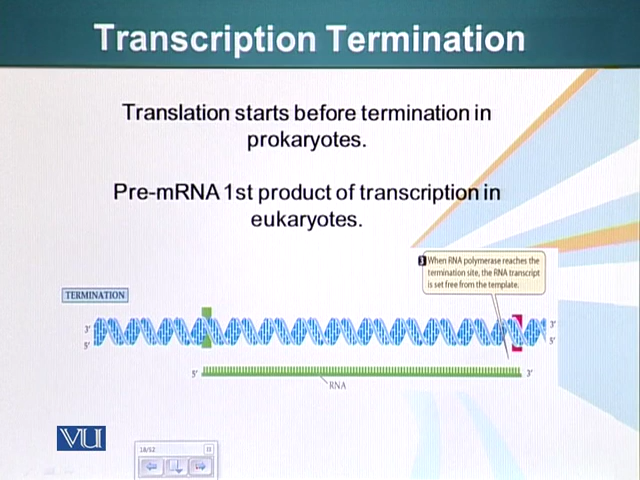 Transcription Termination
Translation starts before termination in
prokaryotes.
Pre-mRNA 1st product of transcription in
eukaryotes.
3 When RNA polymerase reaches the
termination site, the RNA transcript
is set free from the template.
TERMINATION
3' 3'
5' 5'
5' 3'
RNA
VU
18/52